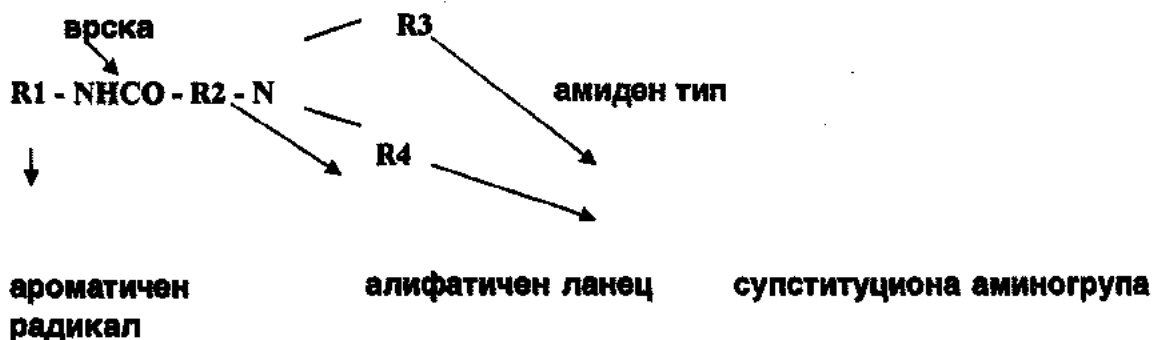 врска
R3
R1 - NHCO - R2 - N
амиден тип
R4
ароматичен алифатичен ланец супституциона аминогрупа
радикал